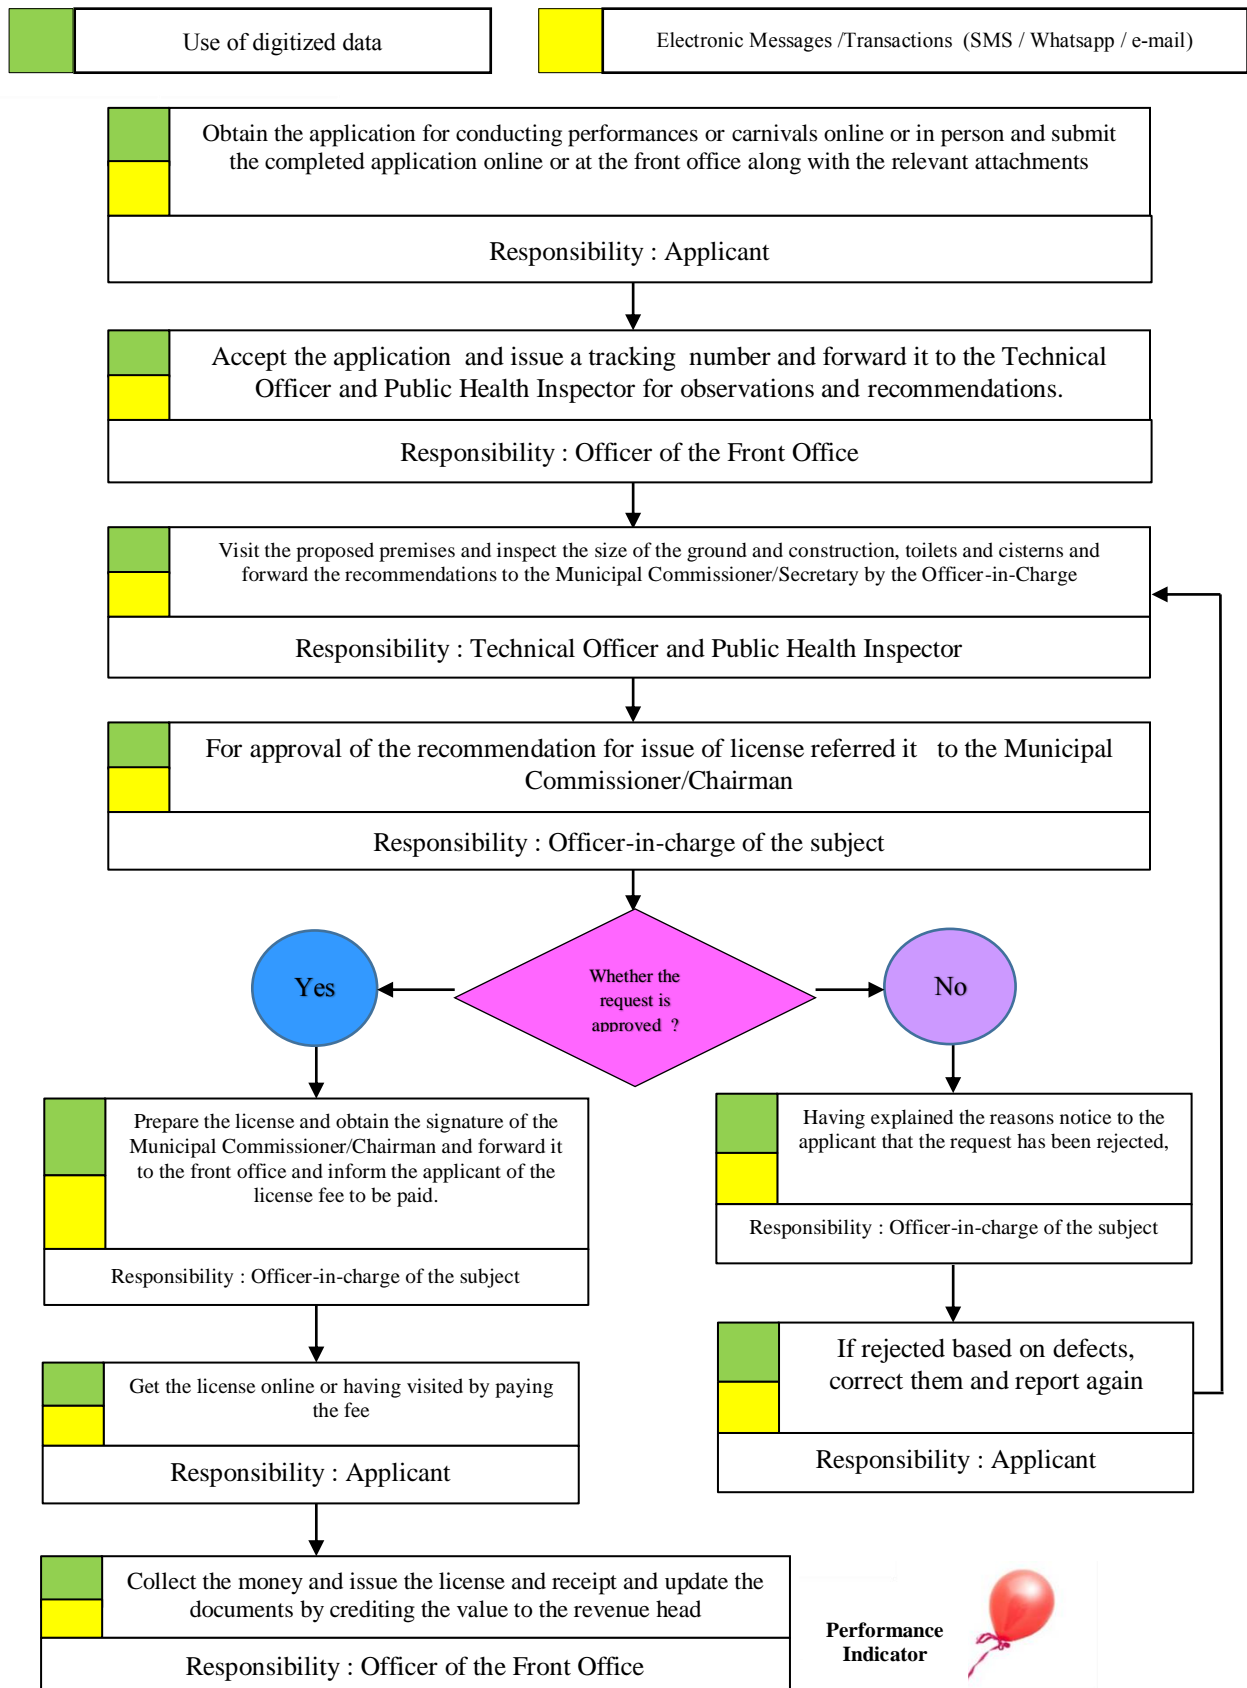 Use of digitized data
Electronic Messages /Transactions (SMS / Whatsapp / e-mail)
Obtain the application for conducting performances or carnivals online or in person and submit
the completed application online or at the front office along with the relevant attachments
Responsibility : Applicant
Accept the application and issue a tracking number and forward it to the Technical
Officer and Public Health Inspector for observations and recommendations.
Responsibility : Officer of the Front Office
Visit the proposed premises and inspect the size of the ground and construction, toilets and cisterns and
forward the recommendations to the Municipal Commissioner/Secretary by the Officer-in-Charge
Responsibility : Technical Officer and Public Health Inspector
For approval of the recommendation for issue of license referred it to the Municipal
Commissioner/Chairman
Responsibility : Officer-in-charge of the subject
Yes
Whether the
request is
approved ?
No
Prepare the license and obtain the signature of the
Municipal Commissioner/Chairman and forward it
to the front office and inform the applicant of the
license fee to be paid.
Responsibility : Officer-in-charge of the subject
Having explained the reasons notice to the
applicant that the request has been rejected,
Responsibility : Officer-in-charge of the subject
Get the license online or having visited by paying
the fee
Responsibility : Applicant
If rejected based on defects,
correct them and report again
Responsibility : Applicant
Collect the money and issue the license and receipt and update the
documents by crediting the value to the revenue head
Responsibility : Officer of the Front Office
Performance
Indicator